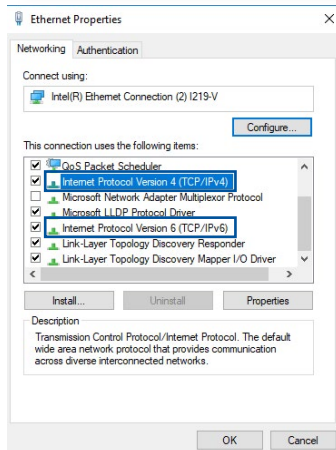 Ethernet Properties
Networking Authentication
Connect using:
Intel(R) Ethernet Connection (2) I219-V
Configure...
This connection uses the following items:
QoS Packet Scheduler
Internet Protocol Version 4 (TCP/IPv4)
Microsoft Network Adapter Multiplexor Protocol
Microsoft LLDP Protocol Driver
Internet Protocol Version 6 (TCP/IPv6)
Link-Layer Topology Discovery Responder
Link-Layer Topology Discovery Mapper I/O Driver
Install... Uninstall Properties
Description
Transmission Control Protocol/Internet Protocol. The default
wide area network protocol that provides communication
across diverse interconnected networks.
OK Cancel